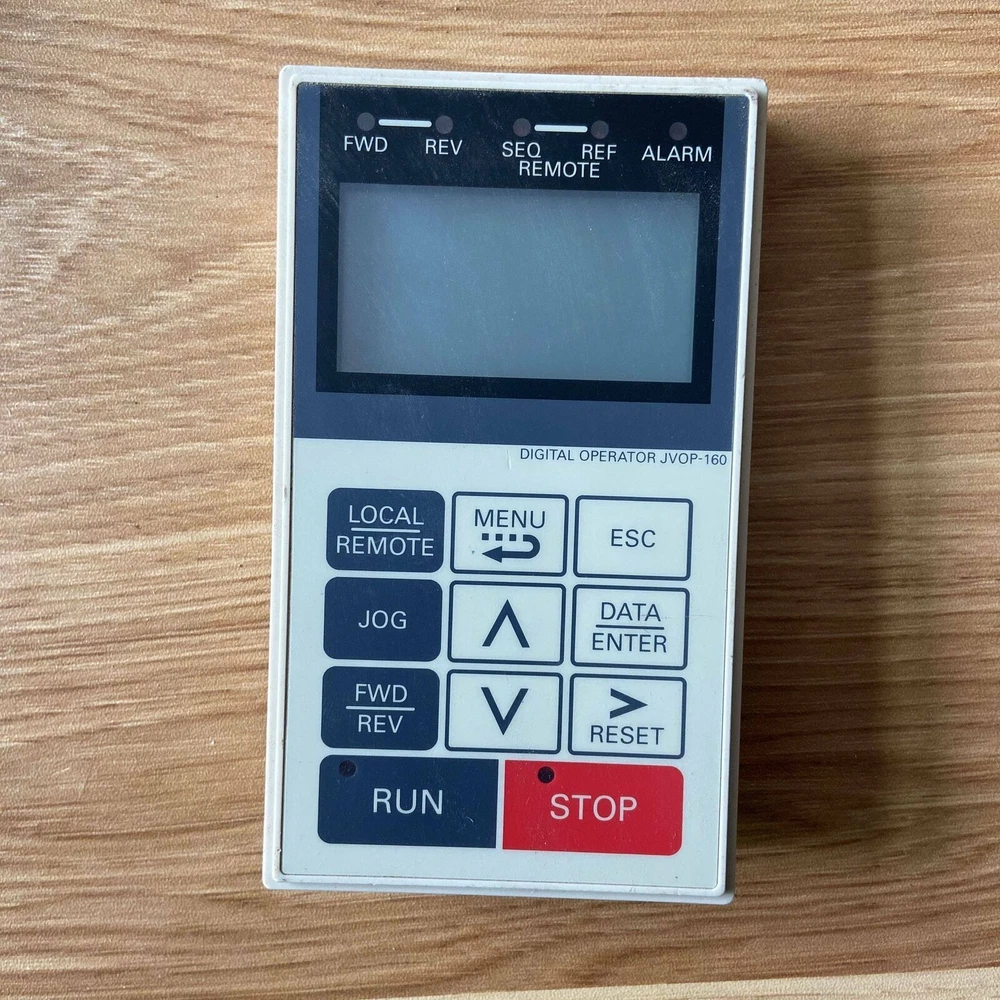 FWD REV SEQ REF ALARM
REMOTE
DIGITAL OPERATOR JVOP-160
LOCAL
REMOTE
MENU
ESC
JOG
DATA
ENTER
FWD
REV
>
RESET
RUN
STOP